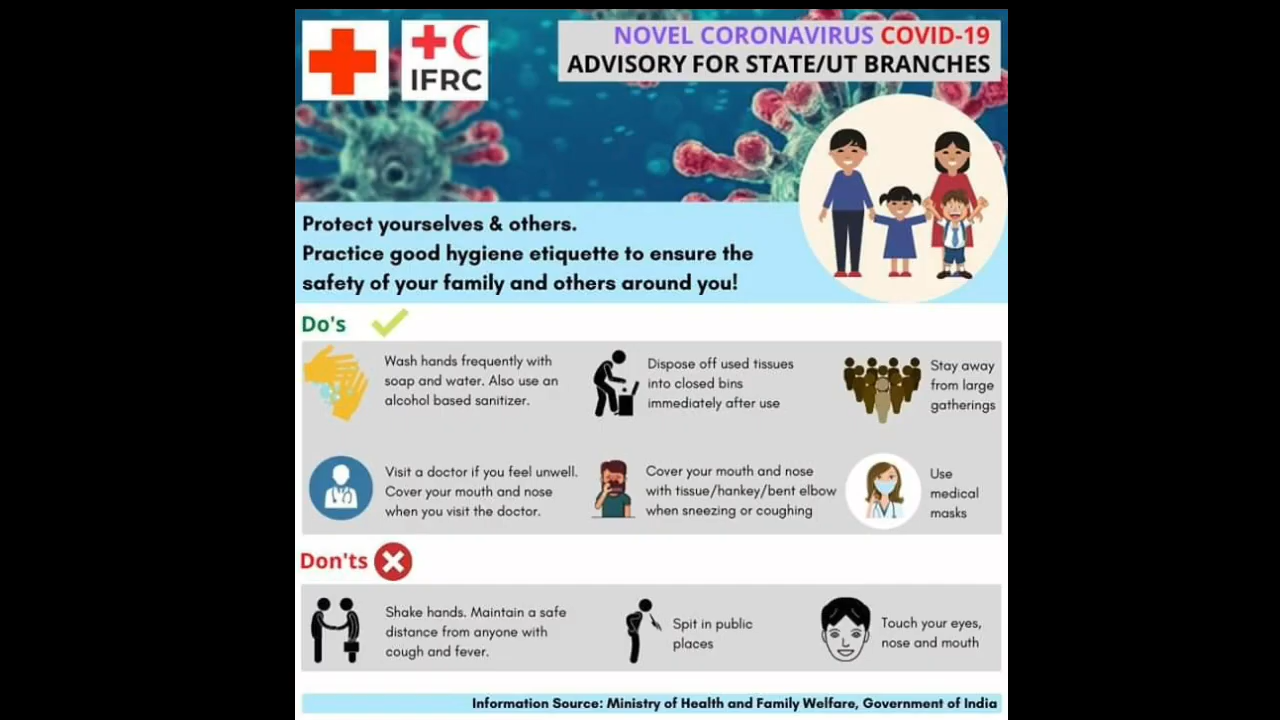 IFRC
NOVEL CORONAVIRUS COVID-19
ADVISORY FOR STATE/UT BRANCHES
Protect yourselves & others.
Practice good hygiene etiquette to ensure the
safety of your family and others around you!
Do's
Wash hands frequently with
soap and water. Also use an
alcohol based sanitizer.
Dispose off used tissues
into closed bins
immediately after use
Stay away
from large
gatherings
Visit a doctor if you feel unwell.
Cover your mouth and nose
when you visit the doctor.
Cover your mouth and nose
with tissue/hankey/bent elbow
when sneezing or coughing
Use
medical
masks
Don'ts
Shake hands. Maintain a safe
distance from anyone with
cough and fever.
Spit in public
places
Touch your eyes,
nose and mouth
Information Source: Ministry of Health and Family Welfare, Government of India